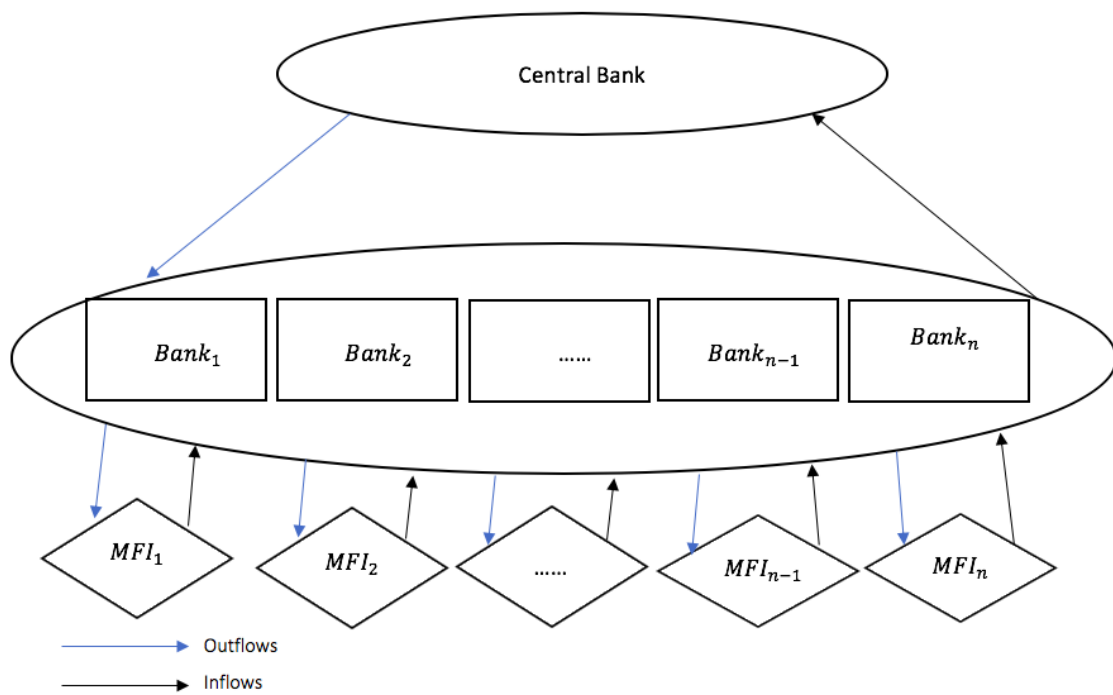 Central Bank
Bank₁
Bank₂
......
Bankₙ₋₁
Bankₙ
MFI₁
MFI₂
......
MFIₙ₋₁
MFIₙ
Outflows
Inflows